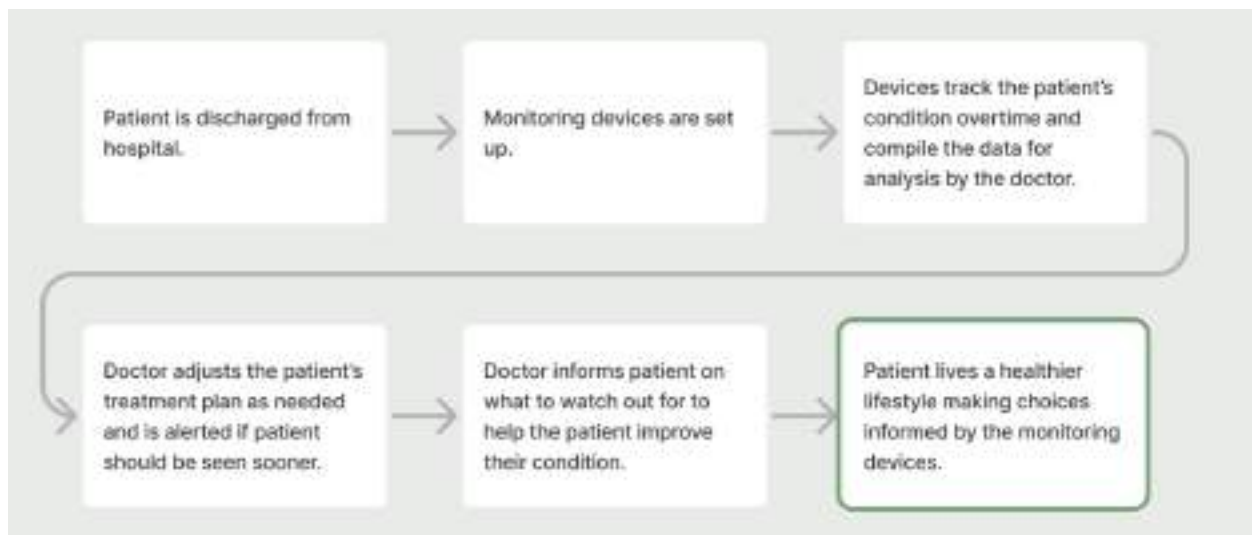 Patient is discharged from
hospital.
Monitoring devices are set
up.
Devices track the patient's
condition overtime and
compile the data for
analysis by the doctor.
Doctor adjusts the patient's
treatment plan as needed
and is alerted if patient
should be seen sooner.
Doctor informs patient on
what to watch out for to
help the patient improve
their condition.
Patient lives a healthier
lifestyle making choices
informed by the monitoring
devices.